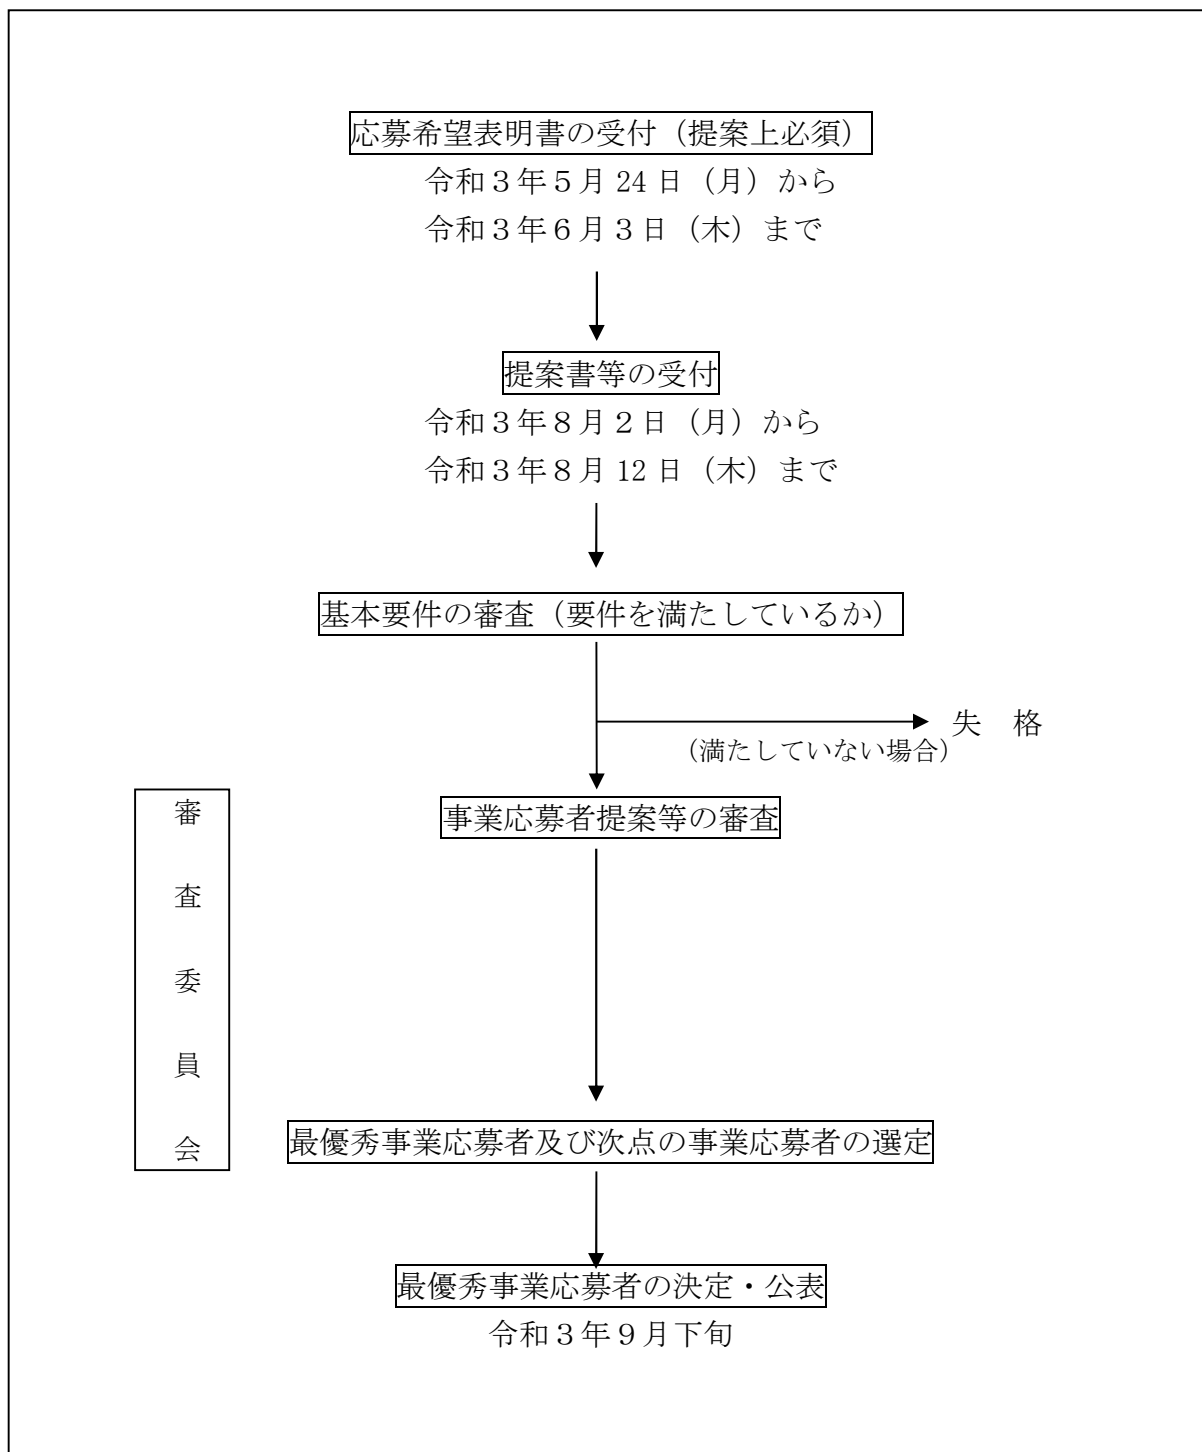 応募希望表明書の受付（提案上必須）
令和３年５月 24 日（月）から
令和３年６月３日（木）まで
提案書等の受付
令和３年８月２日（月）から
令和３年８月 12 日（木）まで
基本要件の審査（要件を満たしているか）
失　格
（満たしていない場合）
審査委員会
事業応募者提案等の審査
最優秀事業応募者及び次点の事業応募者の選定
最優秀事業応募者の決定・公表
令和３年９月下旬